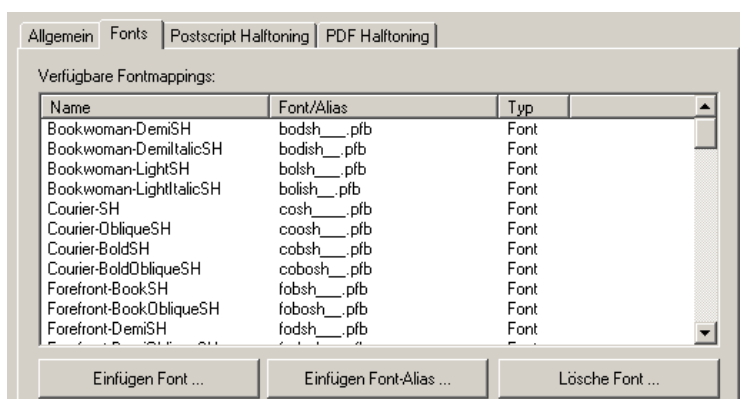 Allgemein Fonts Postscript Halftoning PDF Halftoning
Verfügbare Fontmappings:
Name Font/Alias Typ
Bookwoman-DemiSH bodsh___.pfb Font
Bookwoman-DemiItalicSH bodish__.pfb Font
Bookwoman-LightSH bolsh___.pfb Font
Bookwoman-LightItalicSH bolish__.pfb Font
Courier-SH cosh____.pfb Font
Courier-ObliqueSH coosh___.pfb Font
Courier-BoldSH cobsh___.pfb Font
Courier-BoldObliqueSH cobosh__.pfb Font
Forefront-BookSH fobsh___.pfb Font
Forefront-BookObliqueSH fobosh__.pfb Font
Forefront-DemiSH fodsh___.pfb Font
Einfügen Font ... Einfügen Font-Alias ... Lösche Font ...